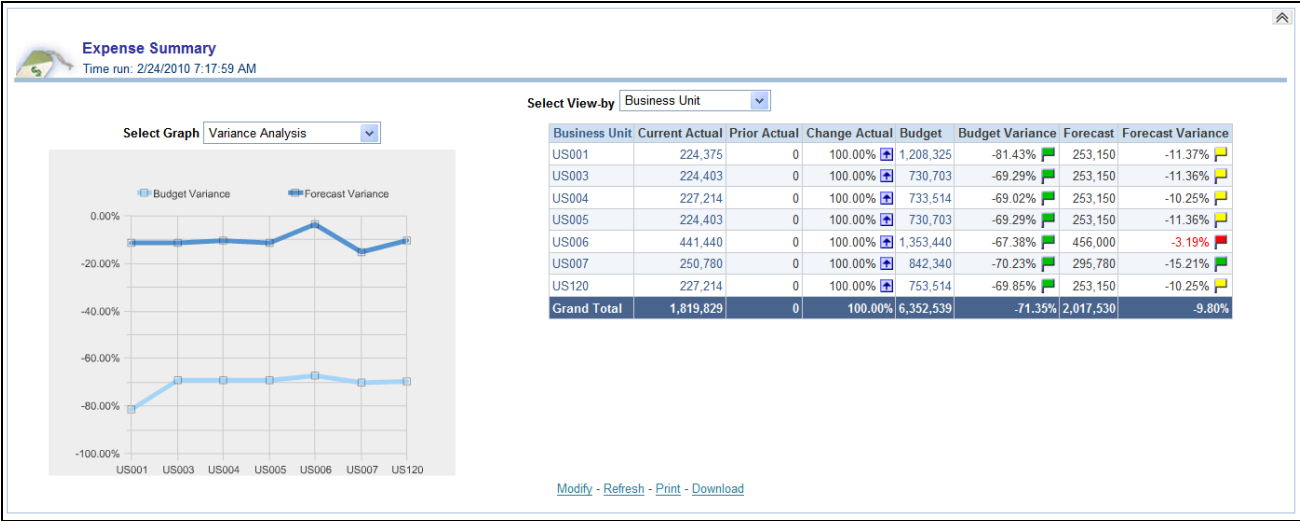 Expense Summary
Time run: 2/24/2010 7:17:59 AM
Select View-by Business Unit
Select Graph Variance Analysis
Budget Variance Forecast Variance
0.00%
-20.00%
-40.00%
-60.00%
-80.00%
-100.00%
US001 US003 US004 US005 US006 US007 US120
Business Unit Current Actual Prior Actual Change Actual Budget Budget Variance Forecast Forecast Variance
US001 224,375 0 100.00% 1,208,325 -81.43% 253,150 -11.37%
US003 224,403 0 100.00% 730,703 -69.29% 253,150 -11.36%
US004 227,214 0 100.00% 733,514 -69.02% 253,150 -10.25%
US005 224,403 0 100.00% 730,703 -69.29% 253,150 -11.36%
US006 441,440 0 100.00% 1,353,440 -67.38% 456,000 -3.19%
US007 250,780 0 100.00% 842,340 -70.23% 295,780 -15.21%
US120 227,214 0 100.00% 753,514 -69.85% 253,150 -10.25%
Grand Total 1,819,829 0 100.00% 6,352,539 -71.35% 2,017,530 -9.80%
Modify - Refresh - Print - Download